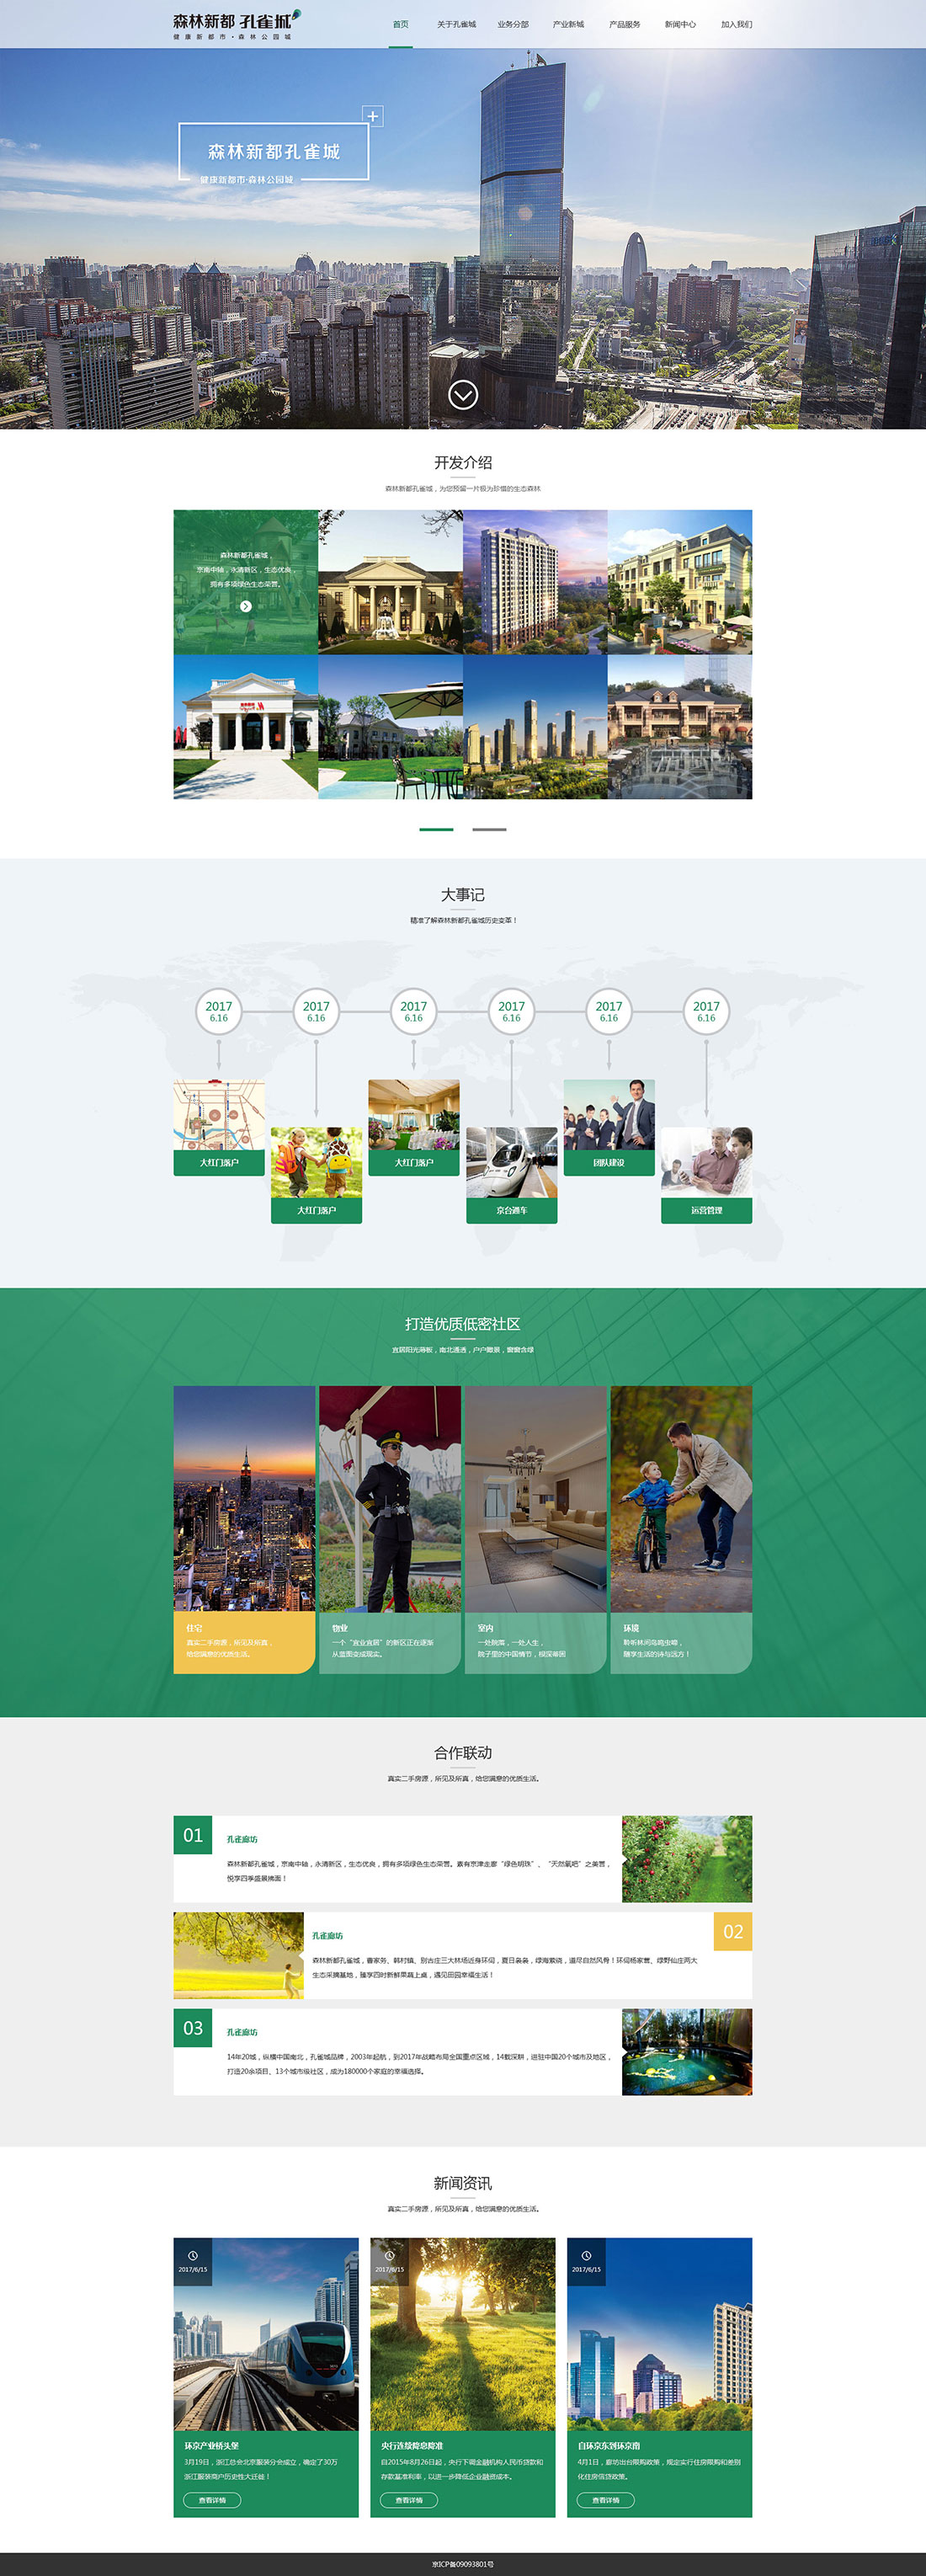 森林新都 孔雀城
健康新都市·森林公园城
首页 关于孔雀城 业务分部 产业新城 产品服务 新闻中心 加入我们
森林新都孔雀城
健康新都市·森林公园城
开发介绍
森林新都孔雀城，为您预留一片极为珍惜的生态森林
森林新都孔雀城，
京南中轴，永清新区，生态优良，
拥有多项绿色生态荣誉。
大事记
精准了解森林新都孔雀城历史变革！
2017 2017 2017 2017 2017 2017
6.16 6.16 6.16 6.16 6.16 6.16
大红门落户 大红门落户 团队建设
大红门落户 京台通车 运营管理
打造优质低密社区
宜居阳光薄板，南北通透，户户瞰景，窗窗含绿
住宅 物业 室内 环境
真实二手房源，所见及所真， 一个“宜业宜居”的新区正在逐渐 一处院落，一处人生， 聆听林间鸟鸣虫唧，
给您满意的优质生活。 从蓝图变成现实。 院子里的中国情节，根深蒂固 随享生活的诗与远方！
合作联动
真实二手房源，所见及所真，给您满意的优质生活。
01
孔雀廊坊
森林新都孔雀城，京南中轴，永清新区，生态优良，拥有多项绿色生态荣誉。素有京津走廊“绿色明珠”、“天然氧吧”之美誉，
悦享四季盛景拂面！
02
孔雀廊坊
森林新都孔雀城，曹家务、韩村镇、别古庄三大林场近身环伺，夏日袅袅，绿海萦绕，道尽自然风骨！环伺杨家营、绿野仙庄两大
生态采摘基地，臻享四时新鲜果蔬上桌，遇见田园幸福生活！
03
孔雀廊坊
14年20城，纵横中国南北，孔雀城品牌，2003年起航，到2017年战略布局全国重点区域，14载深耕，进驻中国20个城市及地区，
打造20余项目、13个城市级社区，成为180000个家庭的幸福选择。
新闻资讯
真实二手房源，所见及所真，给您满意的优质生活。
2017/6/15 2017/6/15 2017/6/15
环京产业桥头堡 央行连续降息降准 自环京东到环京南
3月19日，浙江总会北京服装分会成立，确定了30万 自2015年8月26日起，央行下调金融机构人民币贷款和 4月1日，廊坊出台限购政策，规定实行住房限购和差别
浙江服装商户历史性大迁徙！ 存款基准利率，以进一步降低企业融资成本。 化住房信贷政策。
查看详情 查看详情 查看详情
京ICP备09093801号